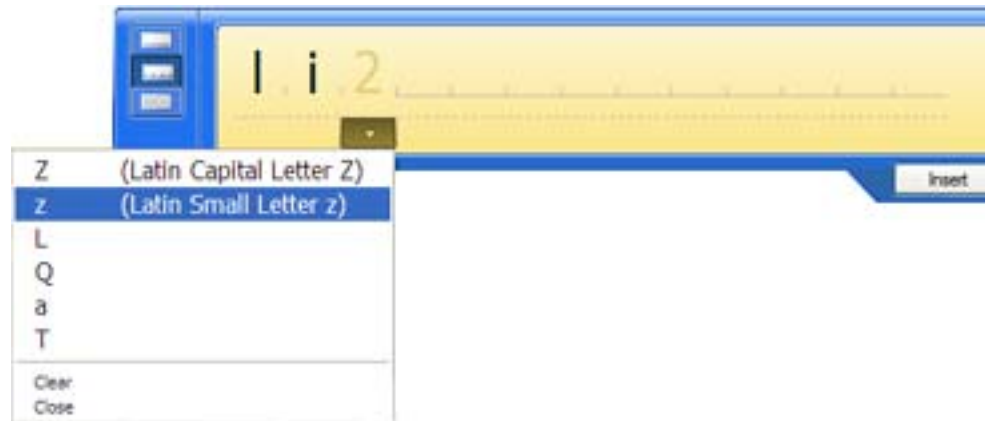 l i 2
Insert
Z (Latin Capital Letter Z)
z (Latin Small Letter z)
L
Q
a
T
Clear
Close